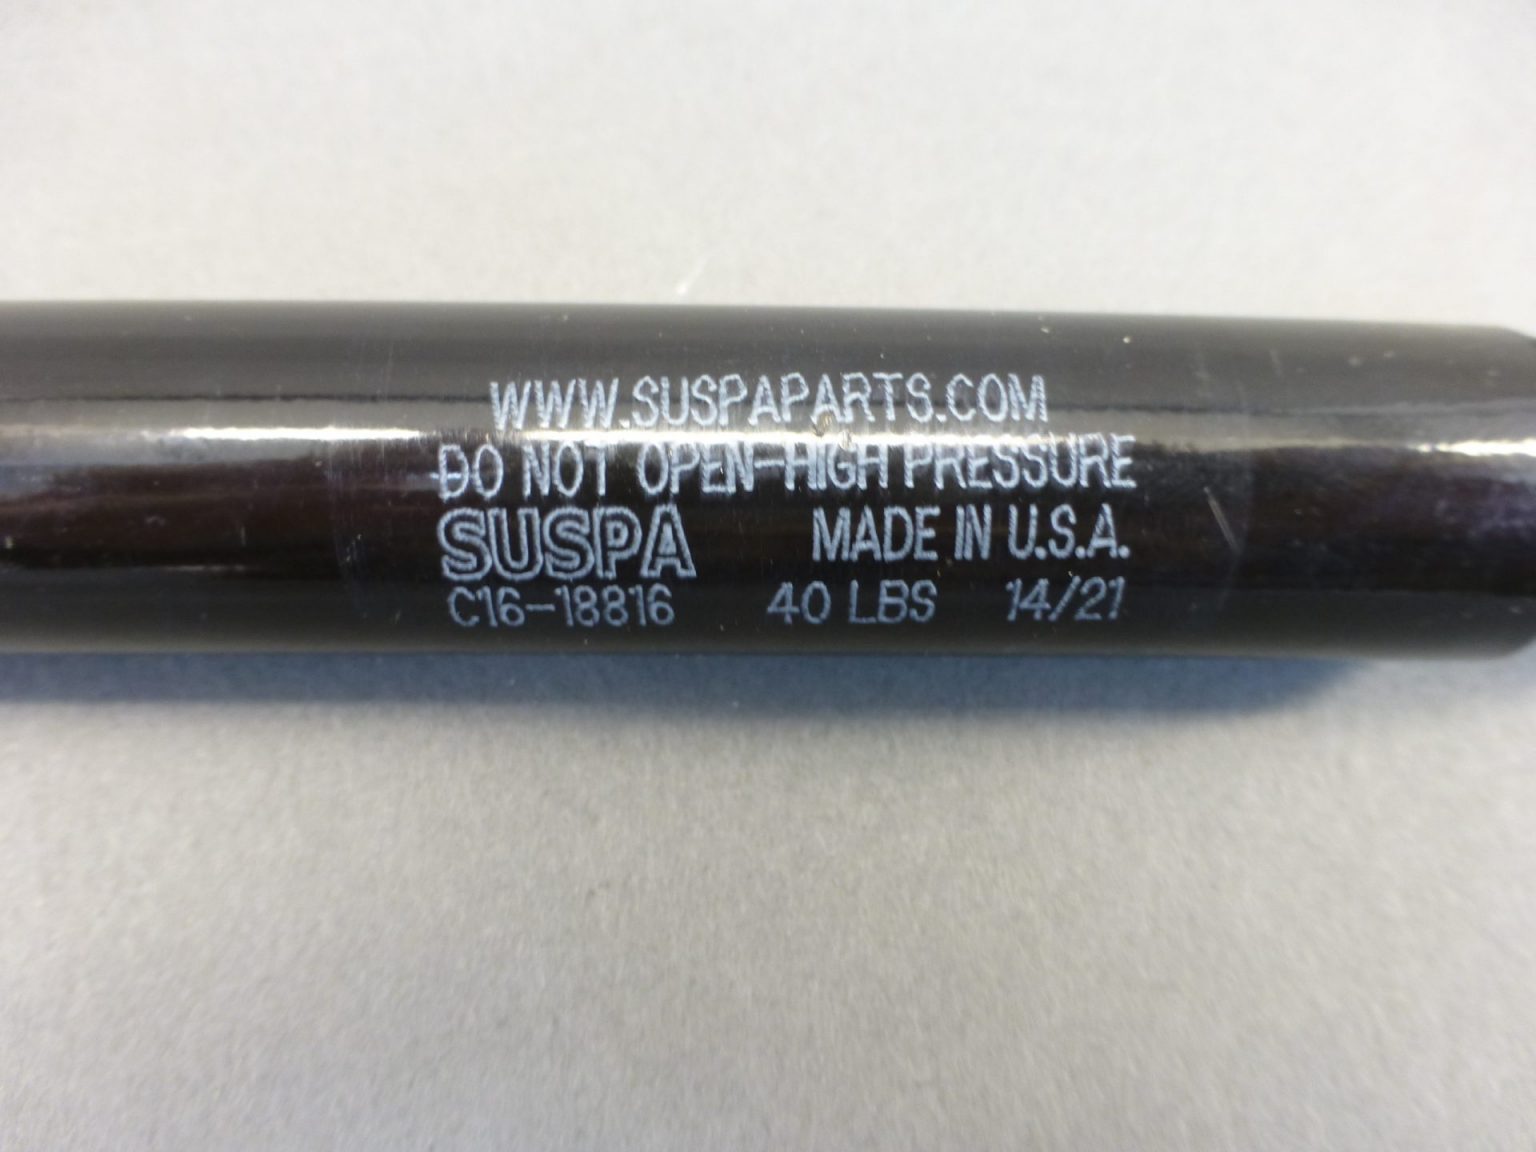 WWW.SUSPAPARTS.COM
DO NOT OPEN-HIGH PRESSURE
SUSPA MADE IN U.S.A.
C16-18816 40 LBS 14/21